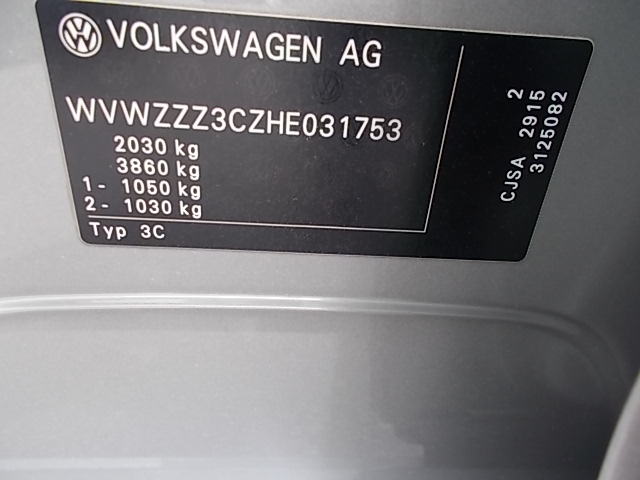 VOLKSWAGEN AG
WVWZZZ3CZHE031753
2030 kg
3860 kg
1- 1050 kg
2- 1030 kg
Typ 3C
2
CJSA 2915
3125082